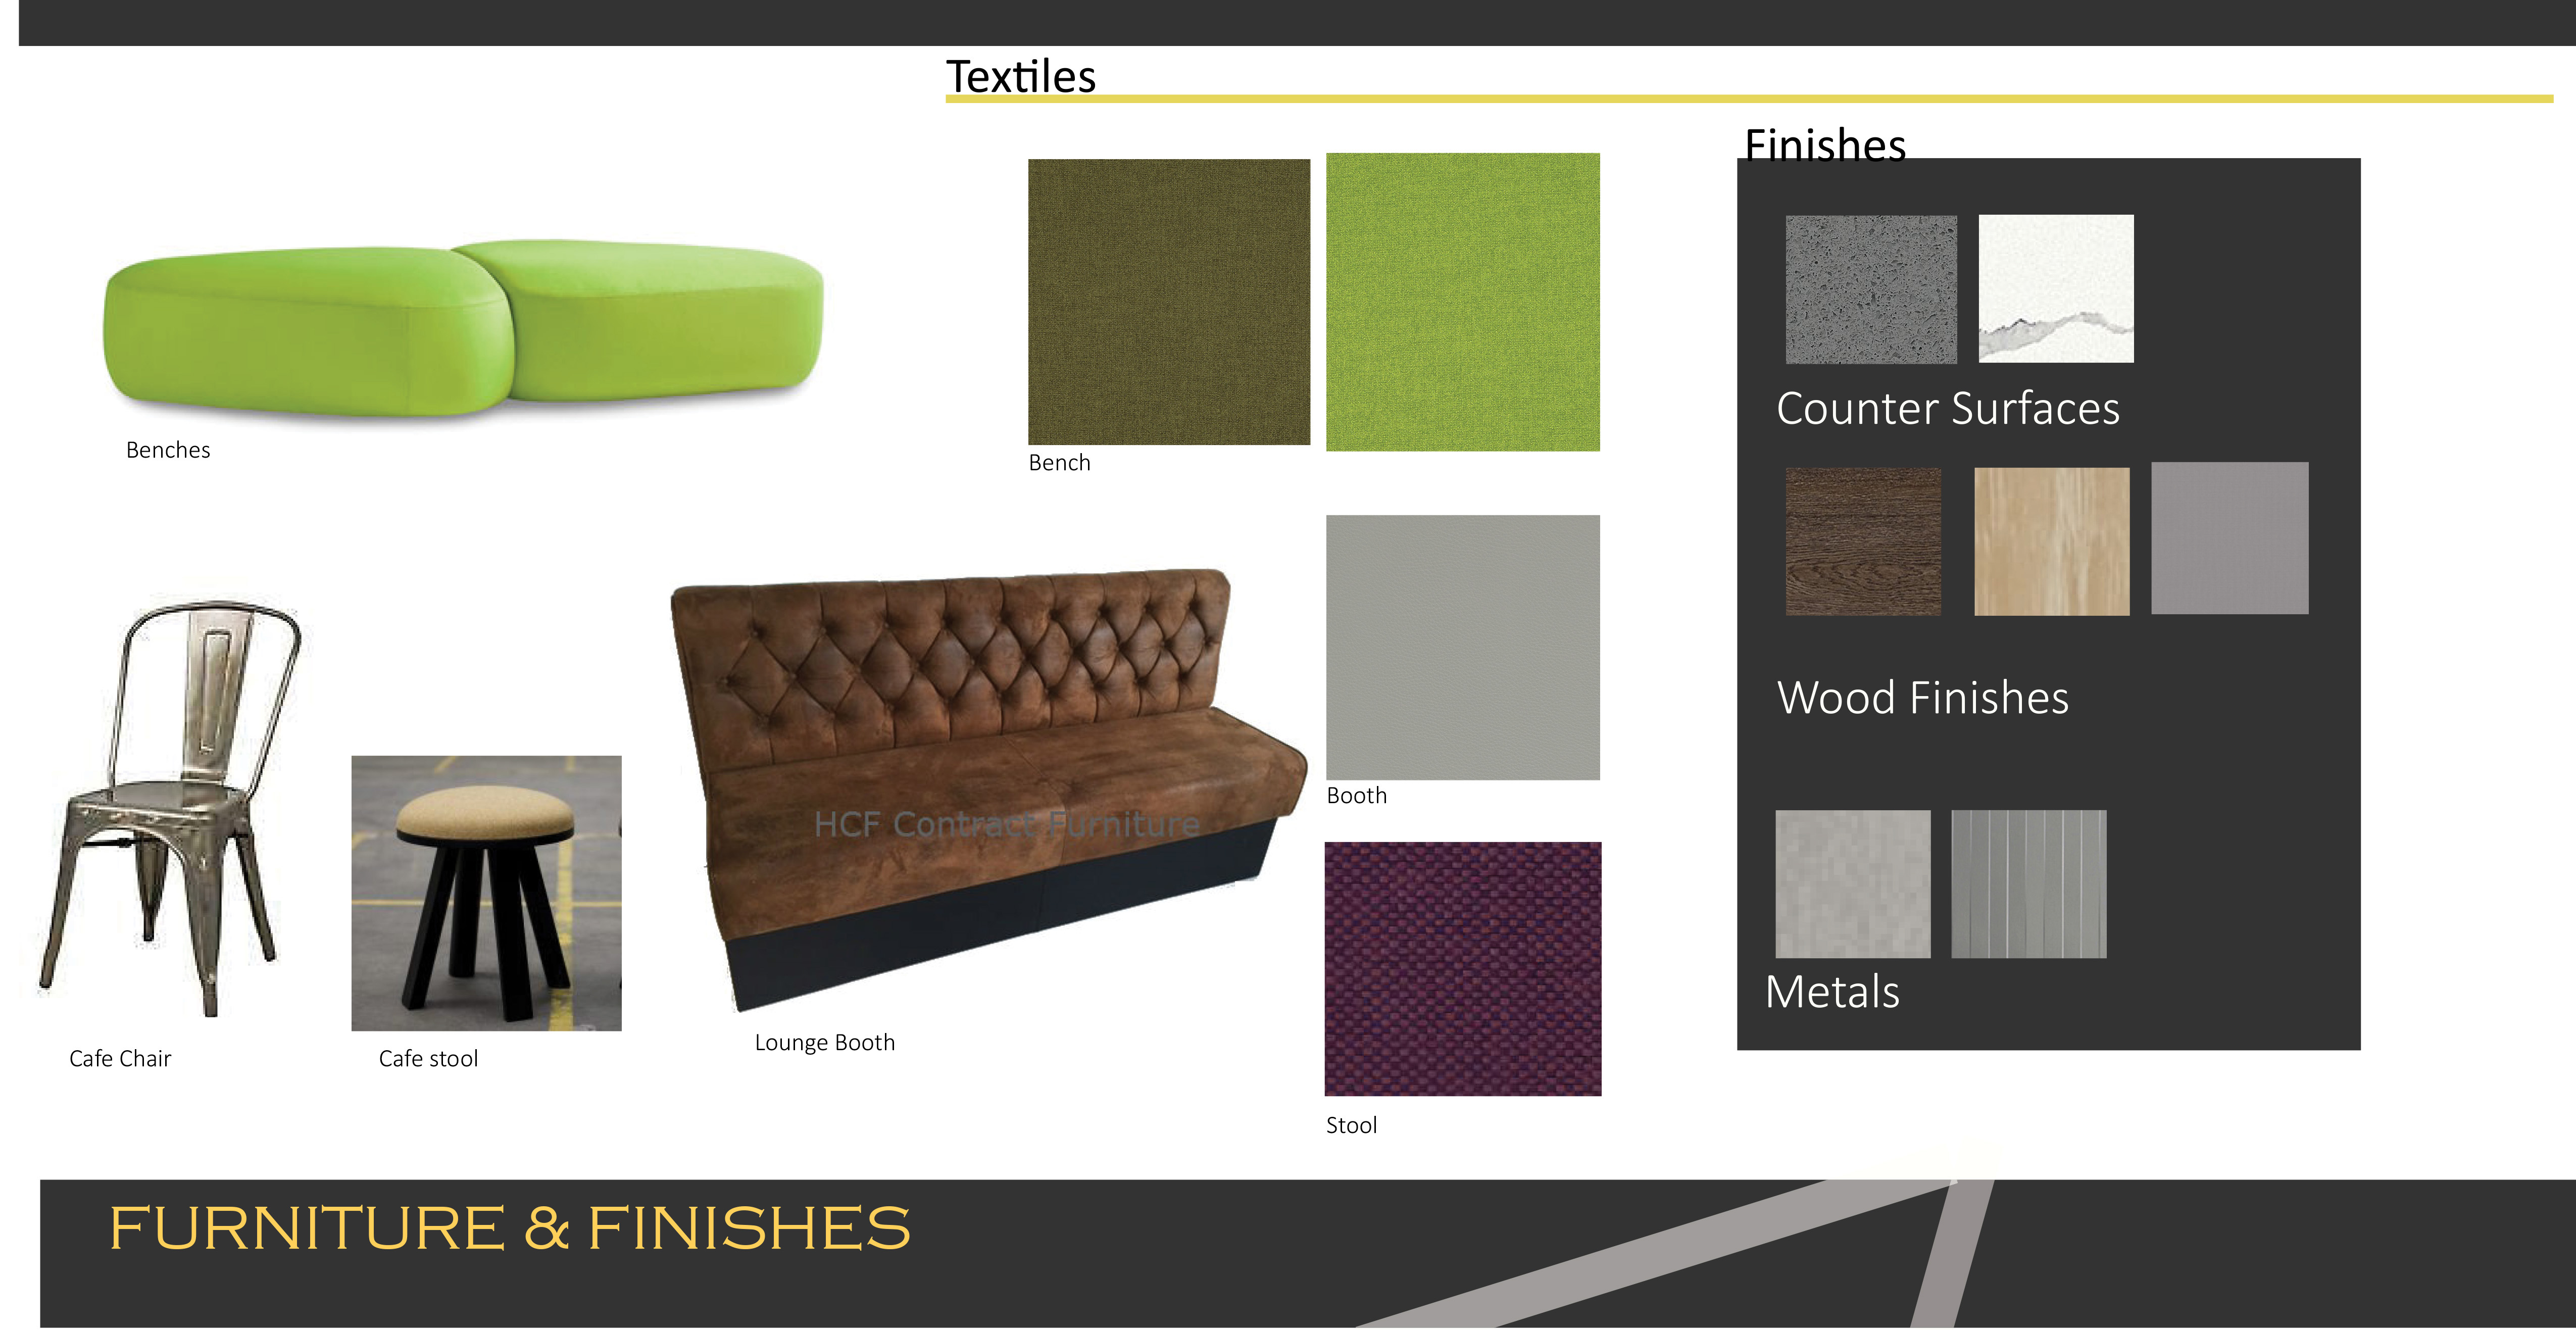 Textiles
Finishes
Counter Surfaces
Benches
Bench
Wood Finishes
Booth
HCF Contract Furniture
Metals
Lounge Booth
Cafe Chair
Cafe stool
Stool
FURNITURE & FINISHES